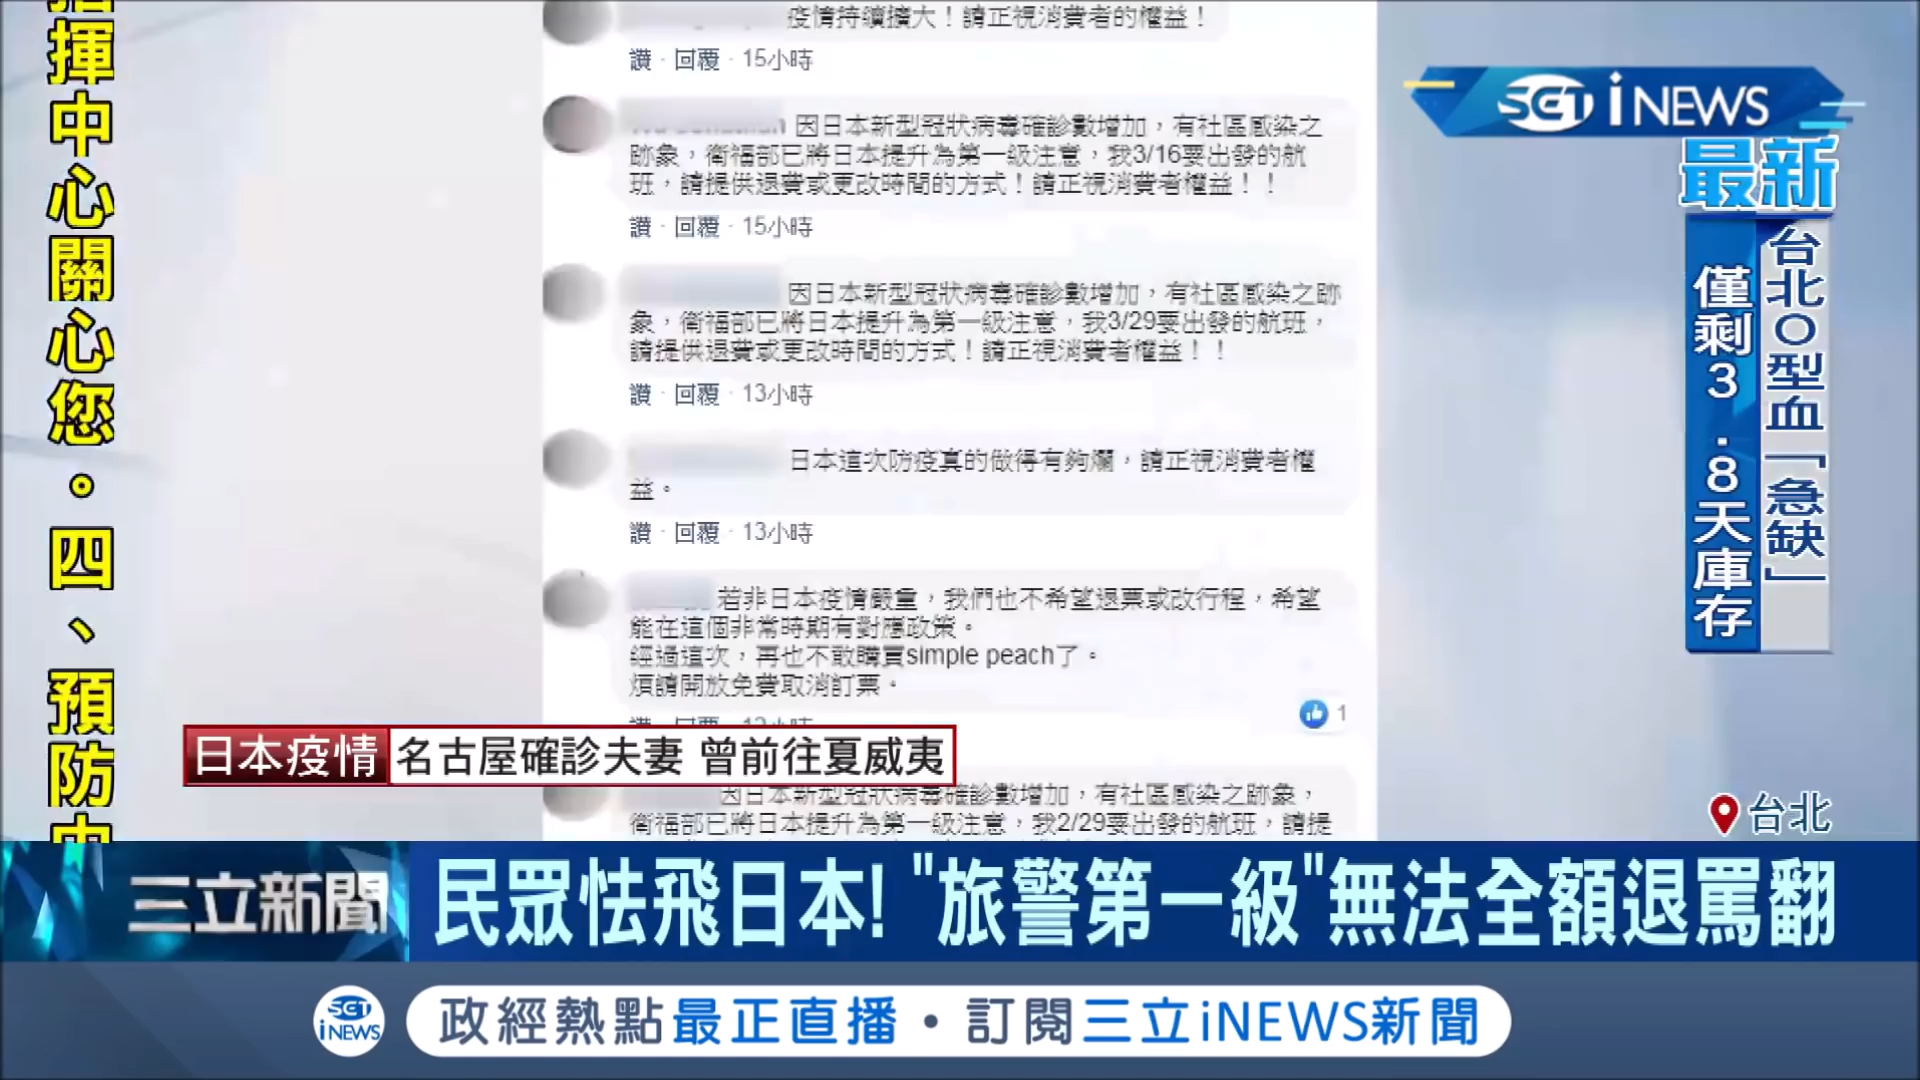 揮中心關心您。四、預防
疫情持續擴大！請正視消費者的權益！
讚 · 回覆 · 15小時
因日本新型冠狀病毒確診數增加，有社區感染之
跡象，衛福部已將日本提升為第一級注意，我3/16要出發的航
班，請提供退費或更改時間的方式！請正視消費者權益！！
讚 · 回覆 · 15小時
因日本新型冠狀病毒確診數增加，有社區感染之跡
象，衛福部已將日本提升為第一級注意，我3/29要出發的航班，
請提供退費或更改時間的方式！請正視消費者權益！！
讚 · 回覆 · 13小時
日本這次防疫真的做得有夠爛，請正視消費者權
益。
讚 · 回覆 · 13小時
若非日本疫情嚴重，我們也不希望退票或改行程，希望
能在這個非常時期有對應政策。
經過這次，再也不敢購買simple peach了。
煩請開放免費取消訂票。
1
因日本新型冠狀病毒確診數增加，有社區感染之跡象，
衛福部已將日本提升為第一級注意，我2/29要出發的航班，請提
SET iNEWS
最新
台北O型血「急缺」
僅剩3.8天庫存
日本疫情 名古屋確診夫妻 曾前往夏威夷
台北
三立新聞 民眾怯飛日本! "旅警第一級"無法全額退罵翻
SET iNEWS 政經熱點最正直播・訂閱三立iNEWS新聞